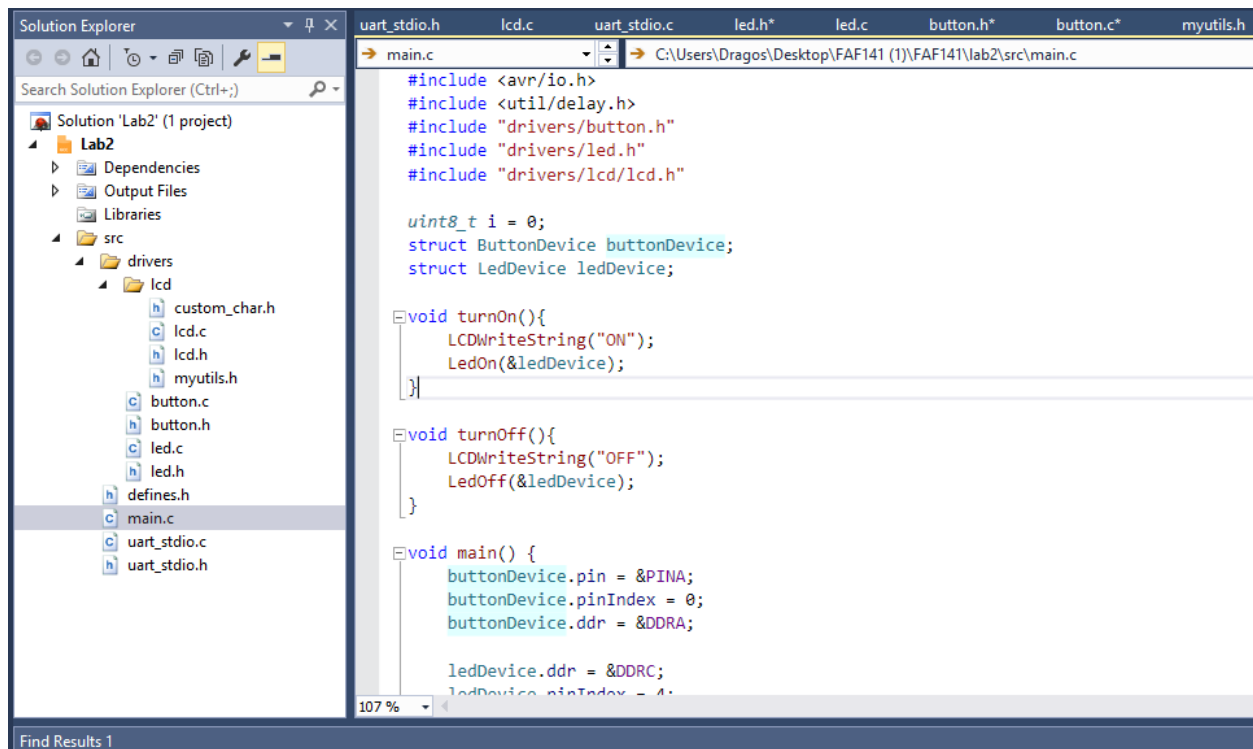 Solution Explorer
Search Solution Explorer (Ctrl+;)
Solution 'Lab2' (1 project)
Lab2
Dependencies
Output Files
Libraries
src
drivers
lcd
custom_char.h
lcd.c
lcd.h
myutils.h
button.c
button.h
led.c
led.h
defines.h
main.c
uart_stdio.c
uart_stdio.h
uart_stdio.h lcd.c uart_stdio.c led.h* led.c button.h* button.c* myutils.h
main.c C:\Users\Dragos\Desktop\FAF141 (1)\FAF141\lab2\src\main.c
#include <avr/io.h>
#include <util/delay.h>
#include "drivers/button.h"
#include "drivers/led.h"
#include "drivers/lcd/lcd.h"
uint8_t i = 0;
struct ButtonDevice buttonDevice;
struct LedDevice ledDevice;
void turnOn(){
LCDWriteString("ON");
LedOn(&ledDevice);
}
void turnOff(){
LCDWriteString("OFF");
LedOff(&ledDevice);
}
void main() {
buttonDevice.pin = &PINA;
buttonDevice.pinIndex = 0;
buttonDevice.ddr = &DDRA;
ledDevice.ddr = &DDRC;
ledDevice.pinIndex = 4;
107 %
Find Results 1